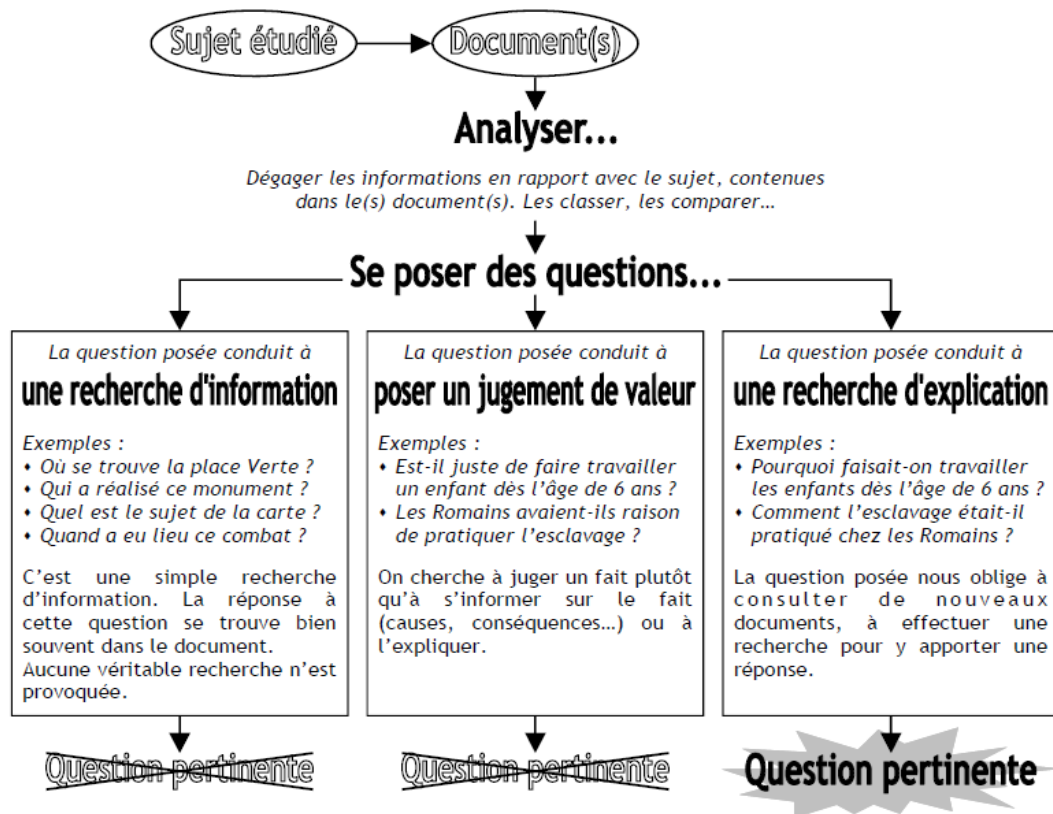 Sujet étudié
Document(s)
Analyser...
Dégager les informations en rapport avec le sujet, contenues
dans le(s) document(s). Les classer, les comparer…
Se poser des questions...
La question posée conduit à
une recherche d'information
Exemples :
• Où se trouve la place Verte ?
• Qui a réalisé ce monument ?
• Quel est le sujet de la carte ?
• Quand a eu lieu ce combat ?
C'est une simple recherche
d'information. La réponse à
cette question se trouve bien
souvent dans le document.
Aucune véritable recherche n'est
provoquée.
Question pertinente
La question posée conduit à
poser un jugement de valeur
Exemples :
• Est-il juste de faire travailler
un enfant dès l'âge de 6 ans ?
• Les Romains avaient-ils raison
de pratiquer l'esclavage ?
On cherche à juger un fait plutôt
qu'à s'informer sur le fait
(causes, conséquences…) ou à
l'expliquer.
Question pertinente
La question posée conduit à
une recherche d'explication
Exemples :
• Pourquoi faisait-on travailler
les enfants dès l'âge de 6 ans ?
• Comment l'esclavage était-il
pratiqué chez les Romains ?
La question posée nous oblige à
consulter de nouveaux
documents, à effectuer une
recherche pour y apporter une
réponse.
Question pertinente